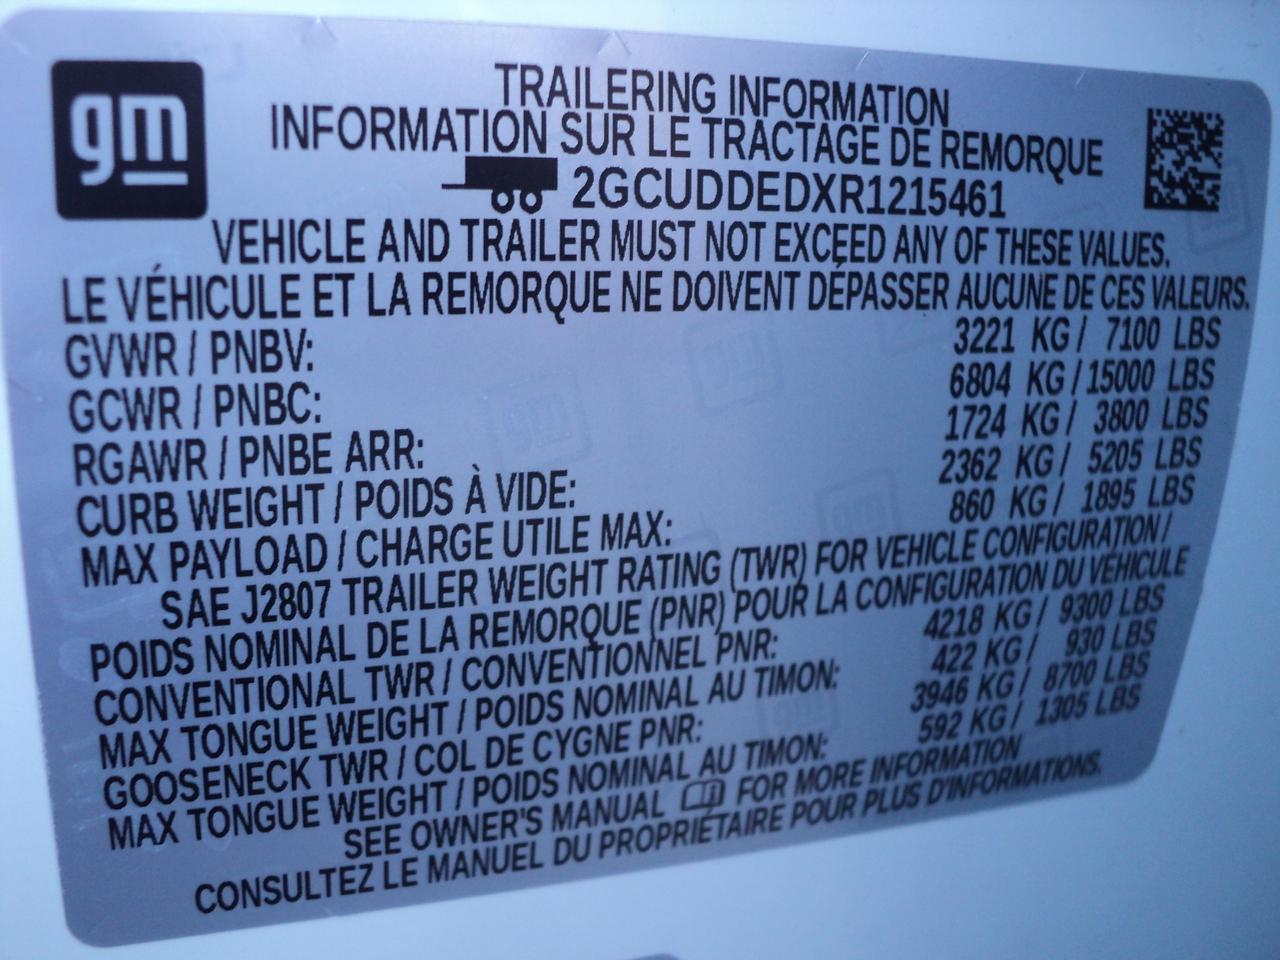 gm
TRAILERING INFORMATION
INFORMATION SUR LE TRACTAGE DE REMORQUE
2GCUDDEDXR1215461
VEHICLE AND TRAILER MUST NOT EXCEED ANY OF THESE VALUES.
LE VÉHICULE ET LA REMORQUE NE DOIVENT DÉPASSER AUCUNE DE CES VALEURS.
GVWR / PNBV: 3221 KG / 7100 LBS
GCWR / PNBC: 6804 KG / 15000 LBS
RGAWR / PNBE ARR: 1724 KG / 3800 LBS
CURB WEIGHT / POIDS À VIDE: 2362 KG / 5205 LBS
MAX PAYLOAD / CHARGE UTILE MAX: 860 KG / 1895 LBS
SAE J2807 TRAILER WEIGHT RATING (TWR) FOR VEHICLE CONFIGURATION /
POIDS NOMINAL DE LA REMORQUE (PNR) POUR LA CONFIGURATION DU VÉHICULE
CONVENTIONAL TWR / CONVENTIONNEL PNR: 4218 KG / 9300 LBS
MAX TONGUE WEIGHT / POIDS NOMINAL AU TIMON: 422 KG / 930 LBS
GOOSENECK TWR / COL DE CYGNE PNR: 3946 KG / 8700 LBS
MAX TONGUE WEIGHT / POIDS NOMINAL AU TIMON: 592 KG / 1305 LBS
SEE OWNER'S MANUAL FOR MORE INFORMATION
CONSULTEZ LE MANUEL DU PROPRIÉTAIRE POUR PLUS D'INFORMATIONS.